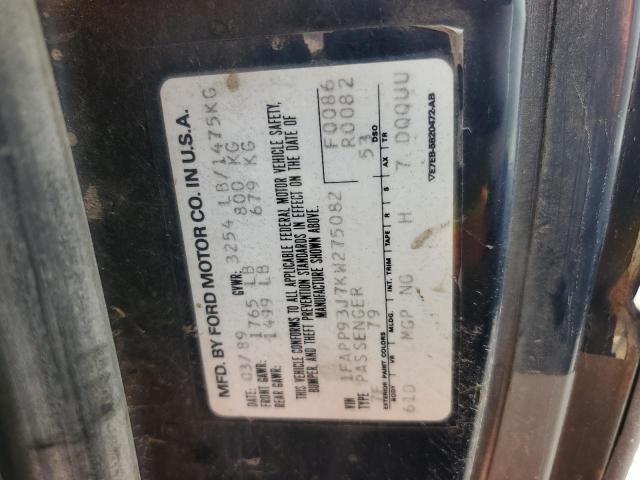 MFD. BY FORD MOTOR CO. IN U.S.A.
DATE: 03/89 GVWR: 3254 LB/1475KG
FRONT GAWR: 1765 LB 800 KG
REAR GAWR: 1499 LB 679 KG
THIS VEHICLE CONFORMS TO ALL APPLICABLE FEDERAL MOTOR VEHICLE SAFETY,
BUMPER, AND THEFT PREVENTION STANDARDS IN EFFECT ON THE DATE OF
MANUFACTURE SHOWN ABOVE.
VIN 1FAPP93J7KW275082 F0086
TYPE PASSENGER R0082
7F 79 53
EXTERIOR PAINT COLORS DSO
BODY VR MLDG. INT. TRIM TAPE R S AX TR
61D MGP NG H 7 DQQUU
VE7EB-5820472-AB